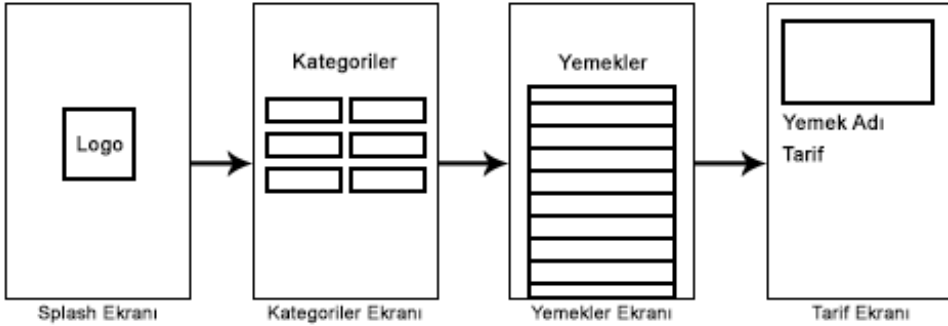 Logo
Splash Ekranı
Kategoriler
Kategoriler Ekranı
Yemekler
Yemekler Ekranı
Yemek Adı
Tarif
Tarif Ekranı